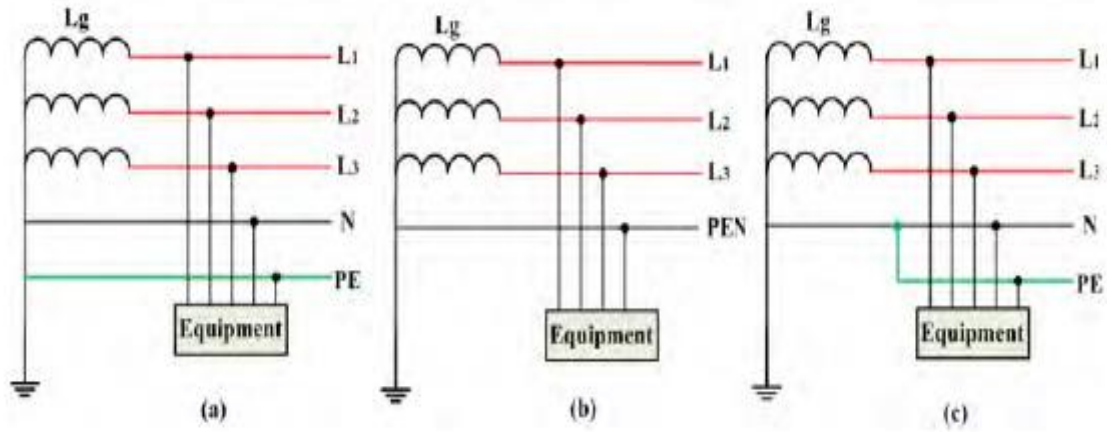 Lg
L1
L2
L3
N
PE
Equipment
(a)
Lg
L1
L2
L3
PEN
Equipment
(b)
Lg
L1
L2
L3
N
PE
Equipment
(c)